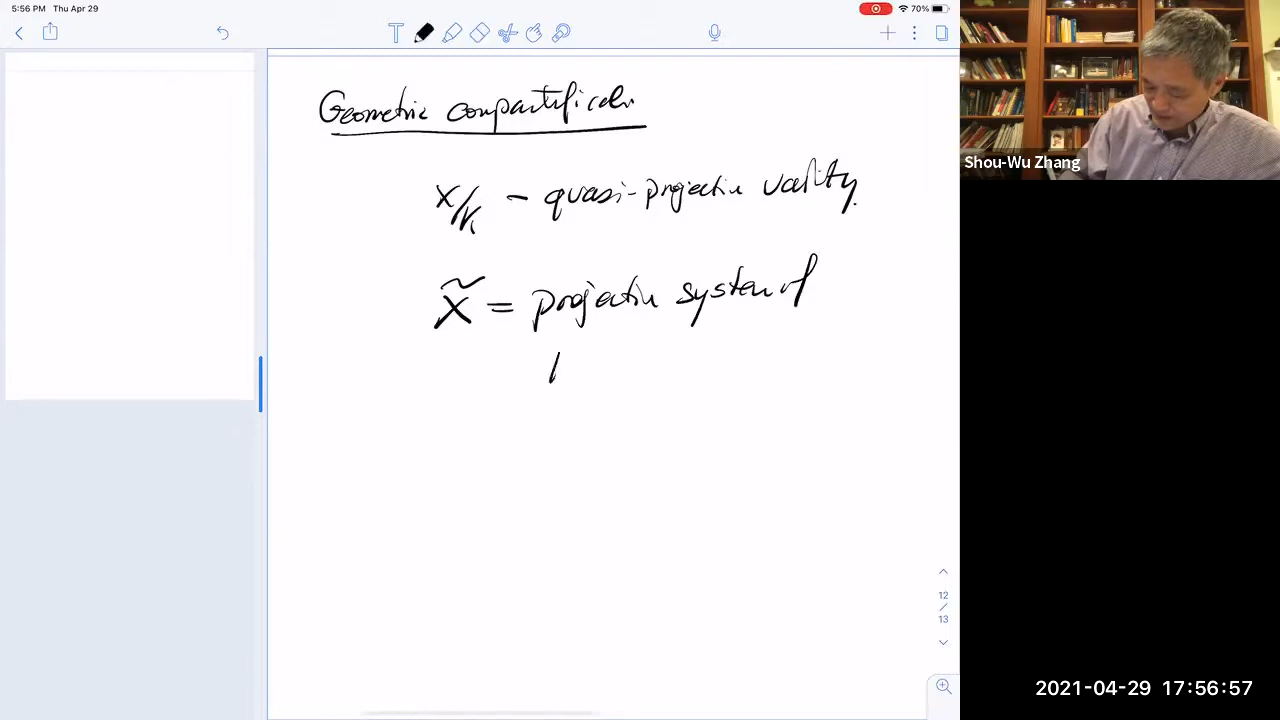 5:56 PM Thu Apr 29
70%
Geometric compactification
X/K - quasi-projective variety.
X̃ = projective system of
Shou-Wu Zhang
12
/
13
2021-04-29 17:56:57